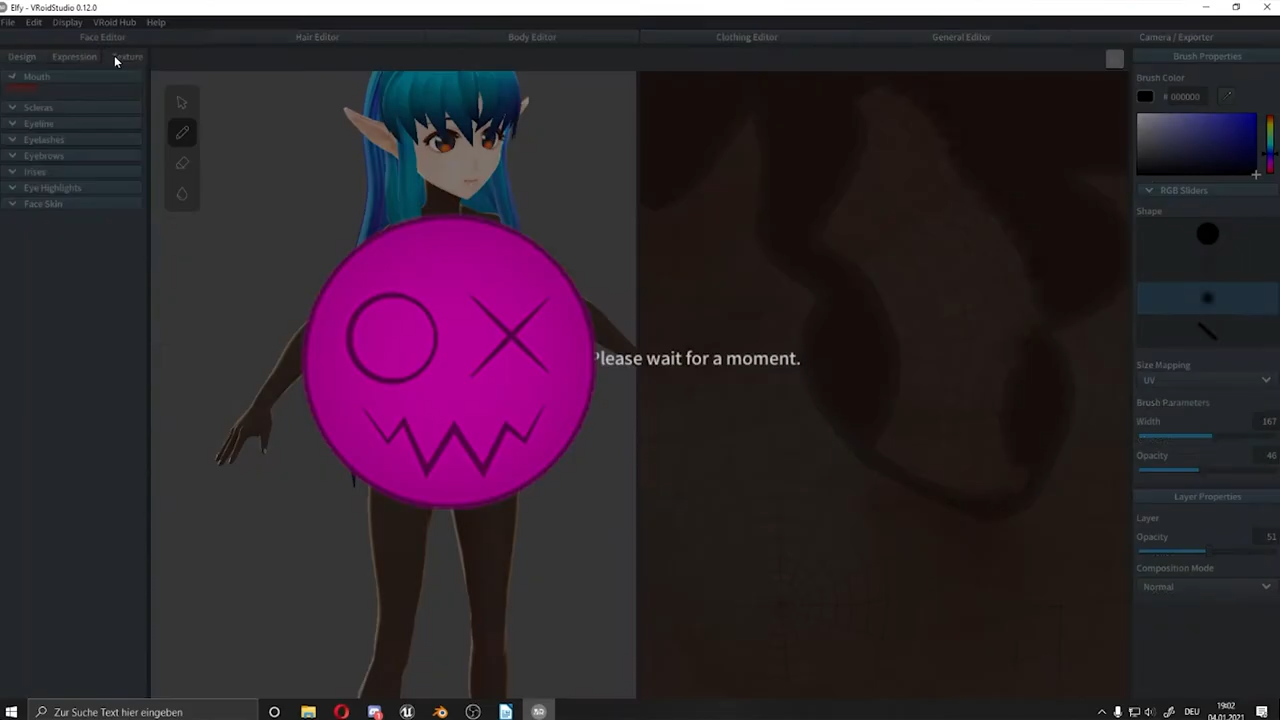 Elfy - VRoidStudio 0.12.0
File Edit Display VRoid Hub Help
Face Editor Hair Editor Body Editor Clothing Editor General Editor Camera / Exporter
Design Expression Texture
Brush Properties
Mouth
Brush Color
# 000000
Scleras
Eyeline
Eyelashes
Eyebrows
Irises
Eye Highlights
RGB Sliders
Face Skin
Shape
Please wait for a moment.
Size Mapping
UV
Brush Parameters
Width 167
Opacity 46
Layer Properties
Layer
Opacity 51
Composition Mode
Normal
Zur Suche Text hier eingeben
DEU
19:02
04.01.2021